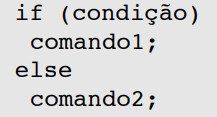 if (condição)
comando1;
else
comando2;